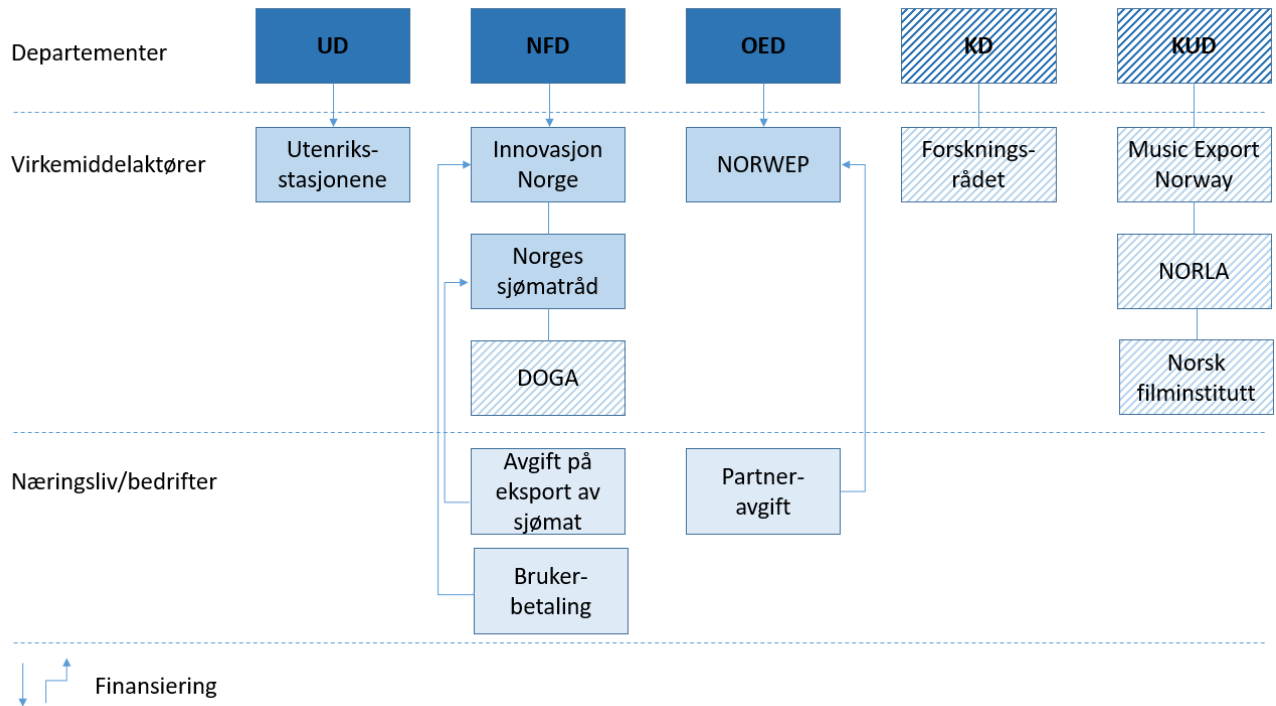 Departementer
UD
NFD
OED
KD
KUD
Virkemiddelaktører
Utenriks-
stasjonene
Innovasjon
Norge
NORWEP
Forsknings-
rådet
Music Export
Norway
Norges
sjømatråd
NORLA
DOGA
Norsk
filminstitutt
Næringsliv/bedrifter
Avgift på
eksport av
sjømat
Partner-
avgift
Bruker-
betaling
Finansiering